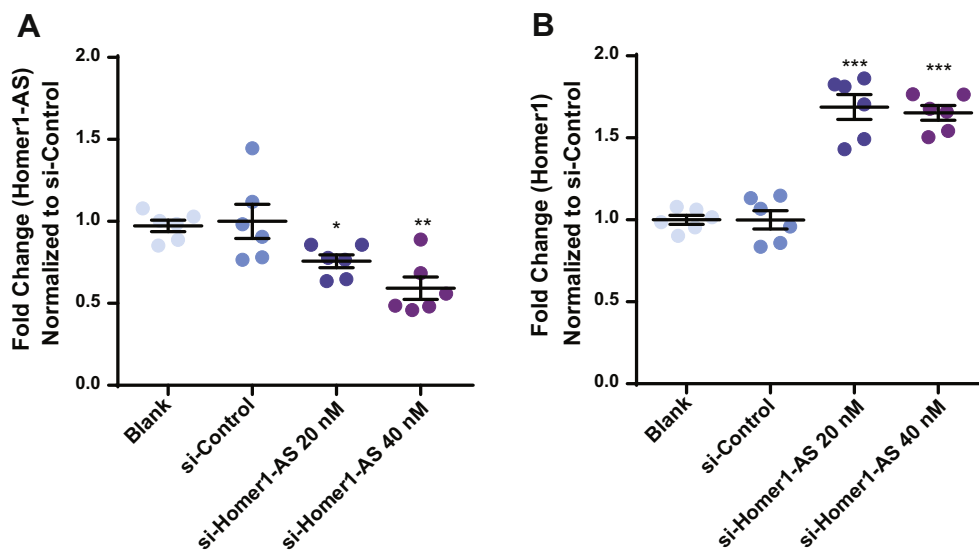 A
Fold Change (Homer1-AS)
Normalized to si-Control
2.0
1.5
1.0
0.5
0.0
*
**
Blank
si-Control
si-Homer1-AS 20 nM
si-Homer1-AS 40 nM
B
Fold Change (Homer1)
Normalized to si-Control
2.0
1.5
1.0
0.5
0.0
***
***
Blank
si-Control
si-Homer1-AS 20 nM
si-Homer1-AS 40 nM